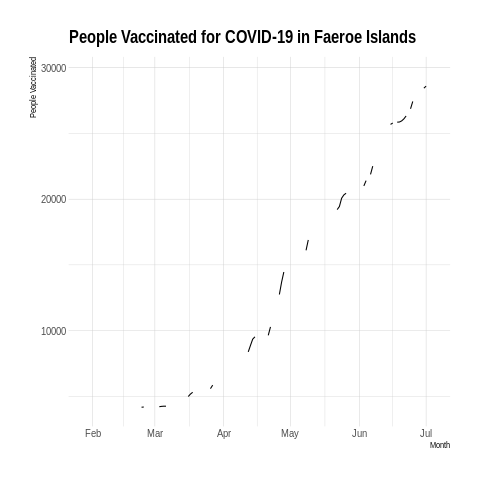 People Vaccinated for COVID-19 in Faeroe Islands
People Vaccinated
30000
20000
10000
Feb Mar Apr May Jun Jul
Month